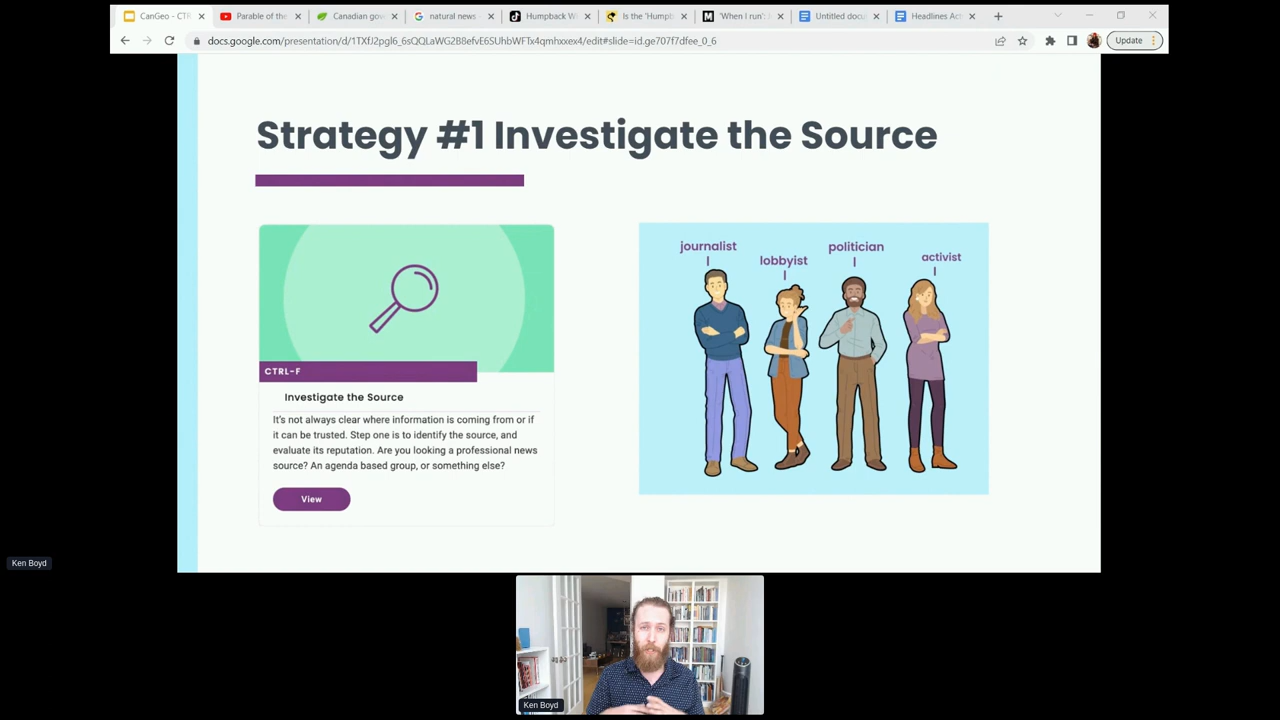 CanGeo - CTR
Parable of the
Canadian gov
natural news
Humpback W
Is the 'Humpb
'When I run':
Untitled docu
Headlines Act
docs.google.com/presentation/d/1TXfJ2pgl6_6sQQLaWG2B8efvE6SUhbWFTx4qmhxxex4/edit#slide=id.ge707f7dfee_0_6
Update
Strategy #1 Investigate the Source
CTRL-F
Investigate the Source
It's not always clear where information is coming from or if
it can be trusted. Step one is to identify the source, and
evaluate its reputation. Are you looking a professional news
source? An agenda based group, or something else?
View
journalist
lobbyist
politician
activist
Ken Boyd
Ken Boyd